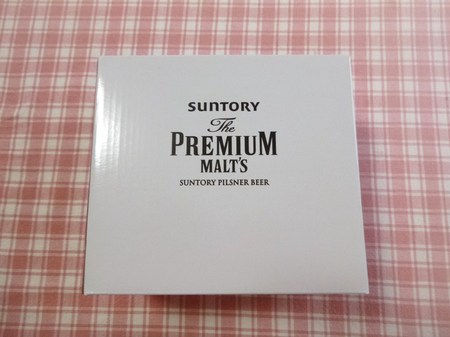 SUNTORY
The
PREMIUM
MALT'S
SUNTORY PILSNER BEER